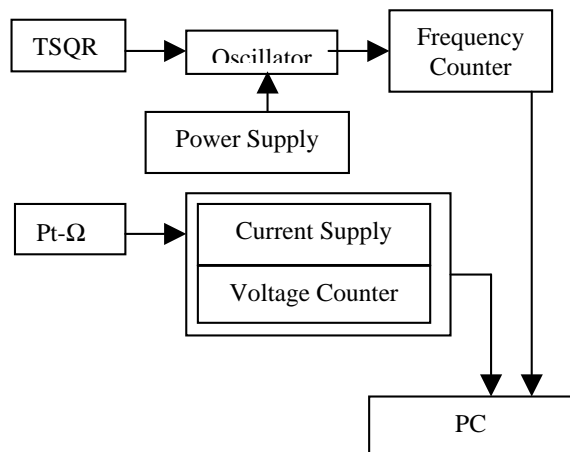 TSQR
Oscillator
Frequency
Counter
Power Supply
Pt-Ω
Current Supply
Voltage Counter
PC